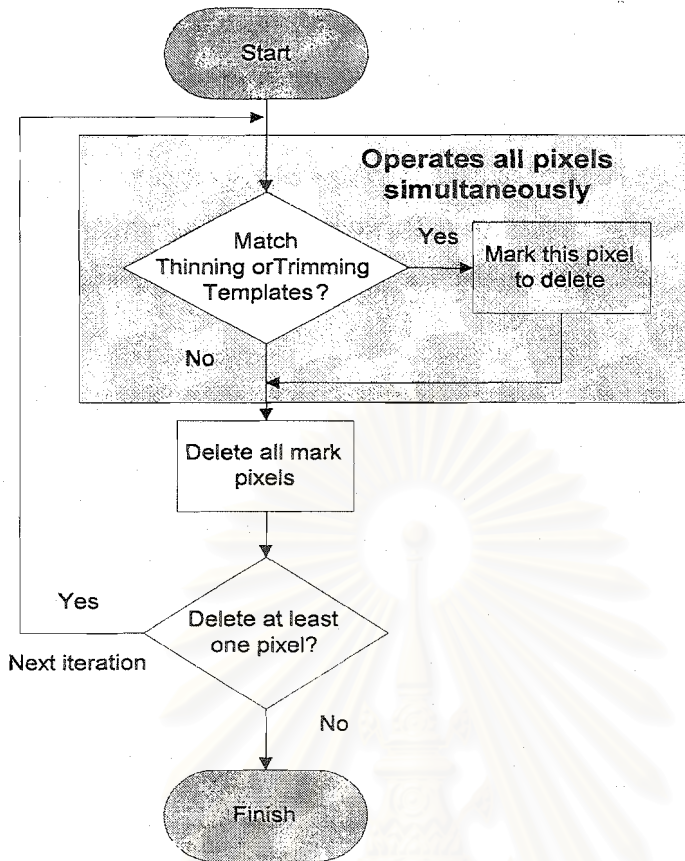 Start
Operates all pixels
simultaneously
Match
Thinning orTrimming
Templates?
Yes
Mark this pixel
to delete
No
Delete all mark
pixels
Yes
Delete at least
one pixel?
Next iteration
No
Finish